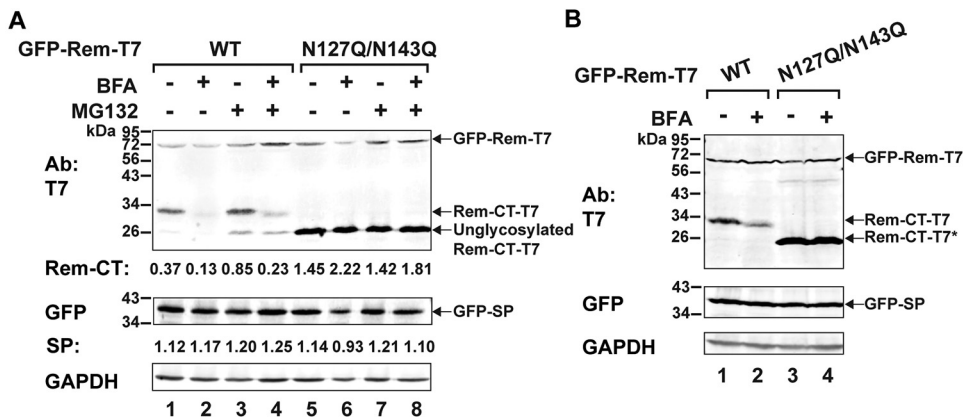 A
GFP-Rem-T7 WT N127Q/N143Q
BFA - + - + - + - +
MG132 - - + + - - + +
kDa
95
72
56
43
34
26
Ab:
T7
GFP-Rem-T7
Rem-CT-T7
Unglycosylated
Rem-CT-T7
Rem-CT: 0.37 0.13 0.85 0.23 1.45 2.22 1.42 1.81
43
34
GFP
GFP-SP
SP: 1.12 1.17 1.20 1.25 1.14 0.93 1.21 1.10
GAPDH
1 2 3 4 5 6 7 8
B
GFP-Rem-T7 WT N127Q/N143Q
BFA - + - +
kDa
95
72
56
43
34
26
Ab:
T7
GFP-Rem-T7
Rem-CT-T7
Rem-CT-T7*
43
34
GFP
GFP-SP
GAPDH
1 2 3 4